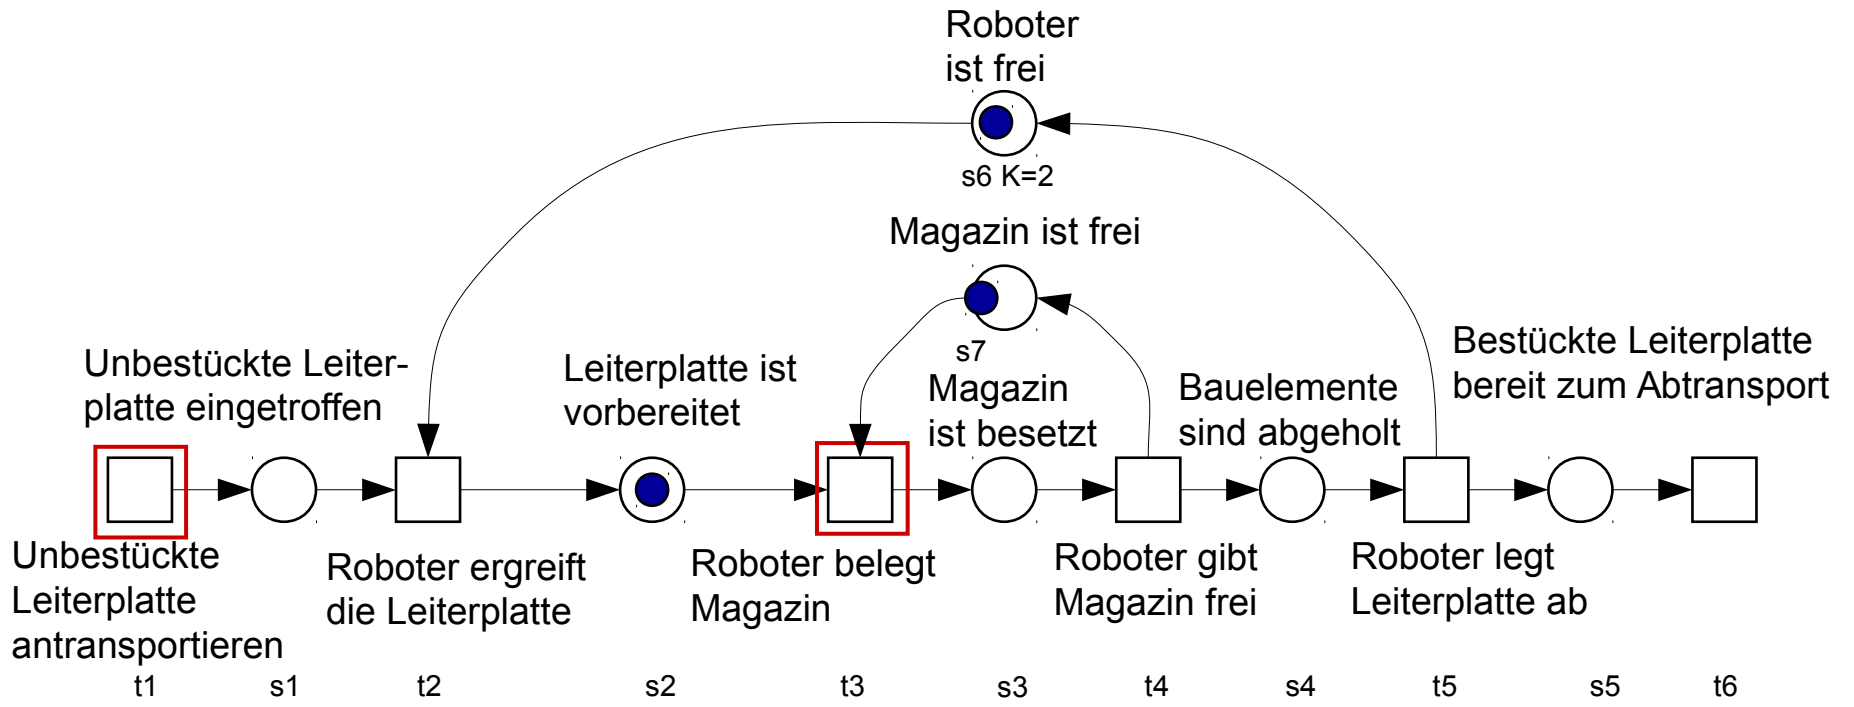 Roboter
ist frei
s6 K=2
Magazin ist frei
s7
Unbestückte Leiter-
platte eingetroffen
Leiterplatte ist
vorbereitet
Magazin
ist besetzt
Bauelemente
sind abgeholt
Bestückte Leiterplatte
bereit zum Abtransport
Unbestückte
Leiterplatte
antransportieren
Roboter ergreift
die Leiterplatte
Roboter belegt
Magazin
Roboter gibt
Magazin frei
Roboter legt
Leiterplatte ab
t1 s1 t2 s2 t3 s3 t4 s4 t5 s5 t6